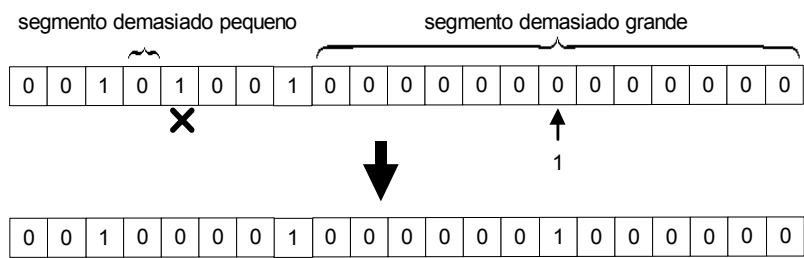 segmento demasiado pequeno segmento demasiado grande
0 0 1 0 1 0 0 1 0 0 0 0 0 0 0 0 0 0 0 0 0
1
0 0 1 0 0 0 0 1 0 0 0 0 0 0 1 0 0 0 0 0 0